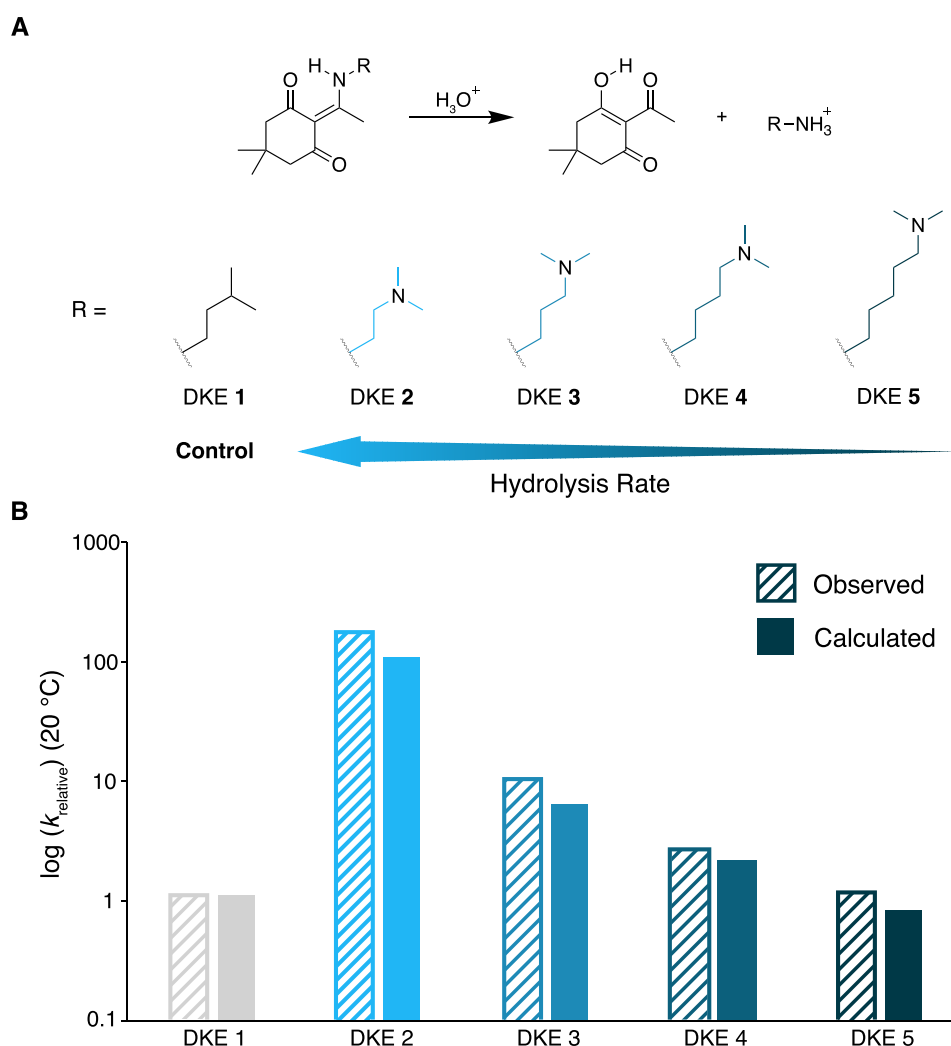 A
H
R
N
O
O
H₃O⁺
O
H
O
O
+
R–NH₃⁺
R =
N
N
N
N
DKE 1
DKE 2
DKE 3
DKE 4
DKE 5
Control
Hydrolysis Rate
B
log (k relative) (20 °C)
1000
100
10
1
0.1
Observed
Calculated
DKE 1
DKE 2
DKE 3
DKE 4
DKE 5